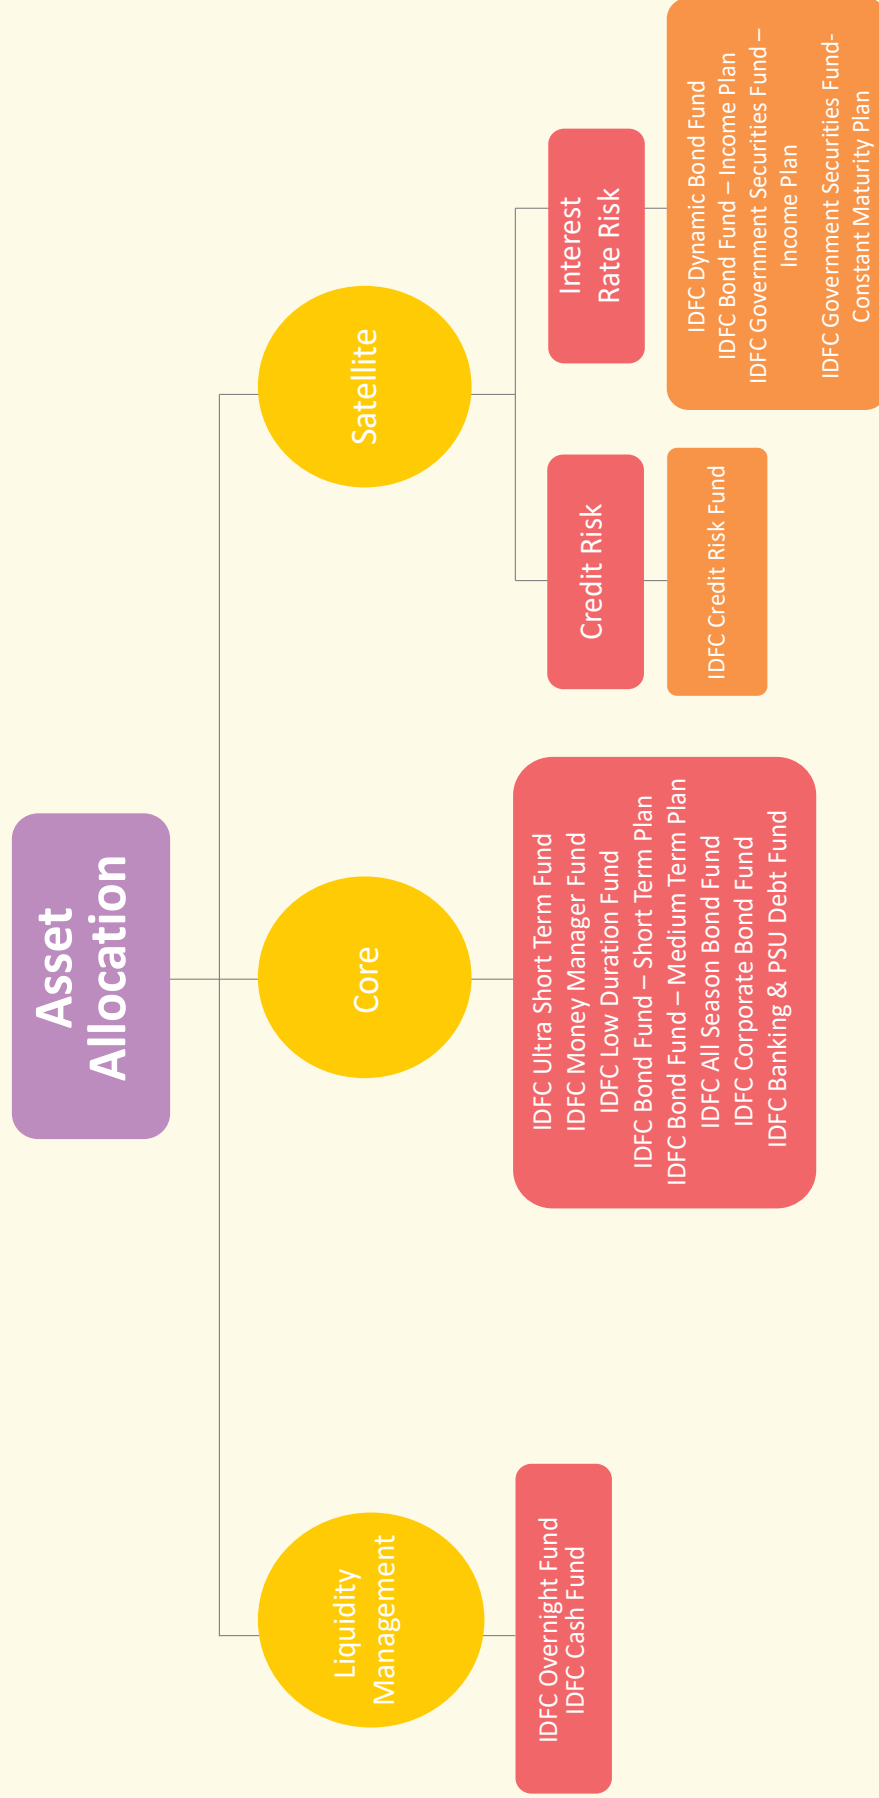 Asset
Allocation
Liquidity
Management
Core
Satellite
IDFC Overnight Fund
IDFC Cash Fund
IDFC Ultra Short Term Fund
IDFC Money Manager Fund
IDFC Low Duration Fund
IDFC Bond Fund – Short Term Plan
IDFC Bond Fund – Medium Term Plan
IDFC All Season Bond Fund
IDFC Corporate Bond Fund
IDFC Banking & PSU Debt Fund
Credit Risk
IDFC Credit Risk Fund
Interest
Rate Risk
IDFC Dynamic Bond Fund
IDFC Bond Fund – Income Plan
IDFC Government Securities Fund –
Income Plan
IDFC Government Securities Fund-
Constant Maturity Plan